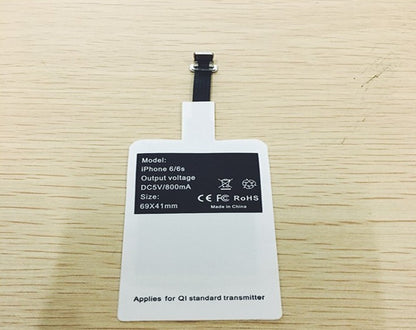 Model:
iPhone 6/6s
Output voltage
DC5V/800mA
Size:
69X41mm
CE FC RoHS
Made in China
Applies for QI standard transmitter